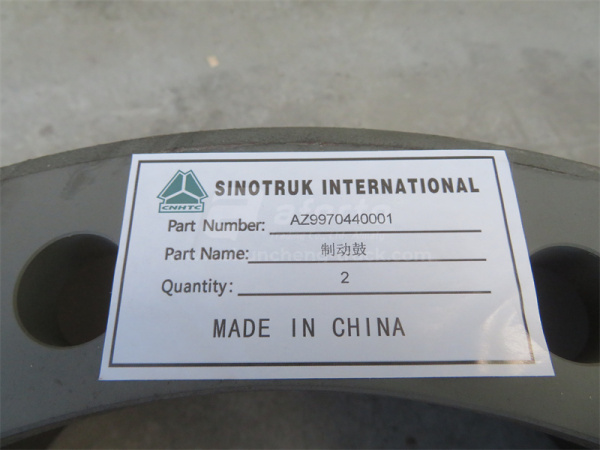 SINOTRUK INTERNATIONAL
CNHTC
Part Number: AZ9970440001
Part Name: 制动鼓
Quantity: 2
MADE IN CHINA